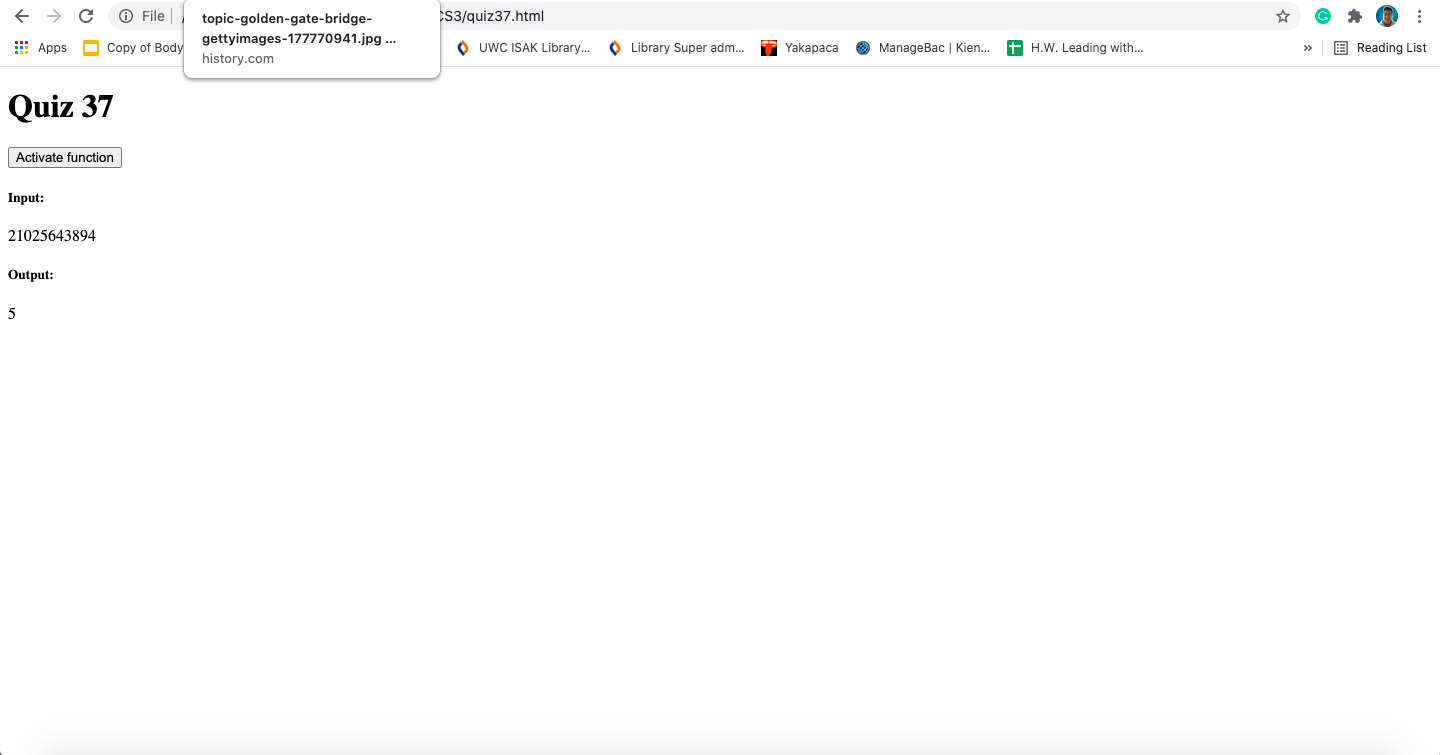 File
CS3/quiz37.html
topic-golden-gate-bridge-
gettyimages-177770941.jpg ...
history.com
Apps
Copy of Body
UWC ISAK Library...
Library Super adm...
Yakapaca
ManageBac | Kien...
H.W. Leading with...
»
Reading List
Quiz 37
Activate function
Input:
21025643894
Output:
5